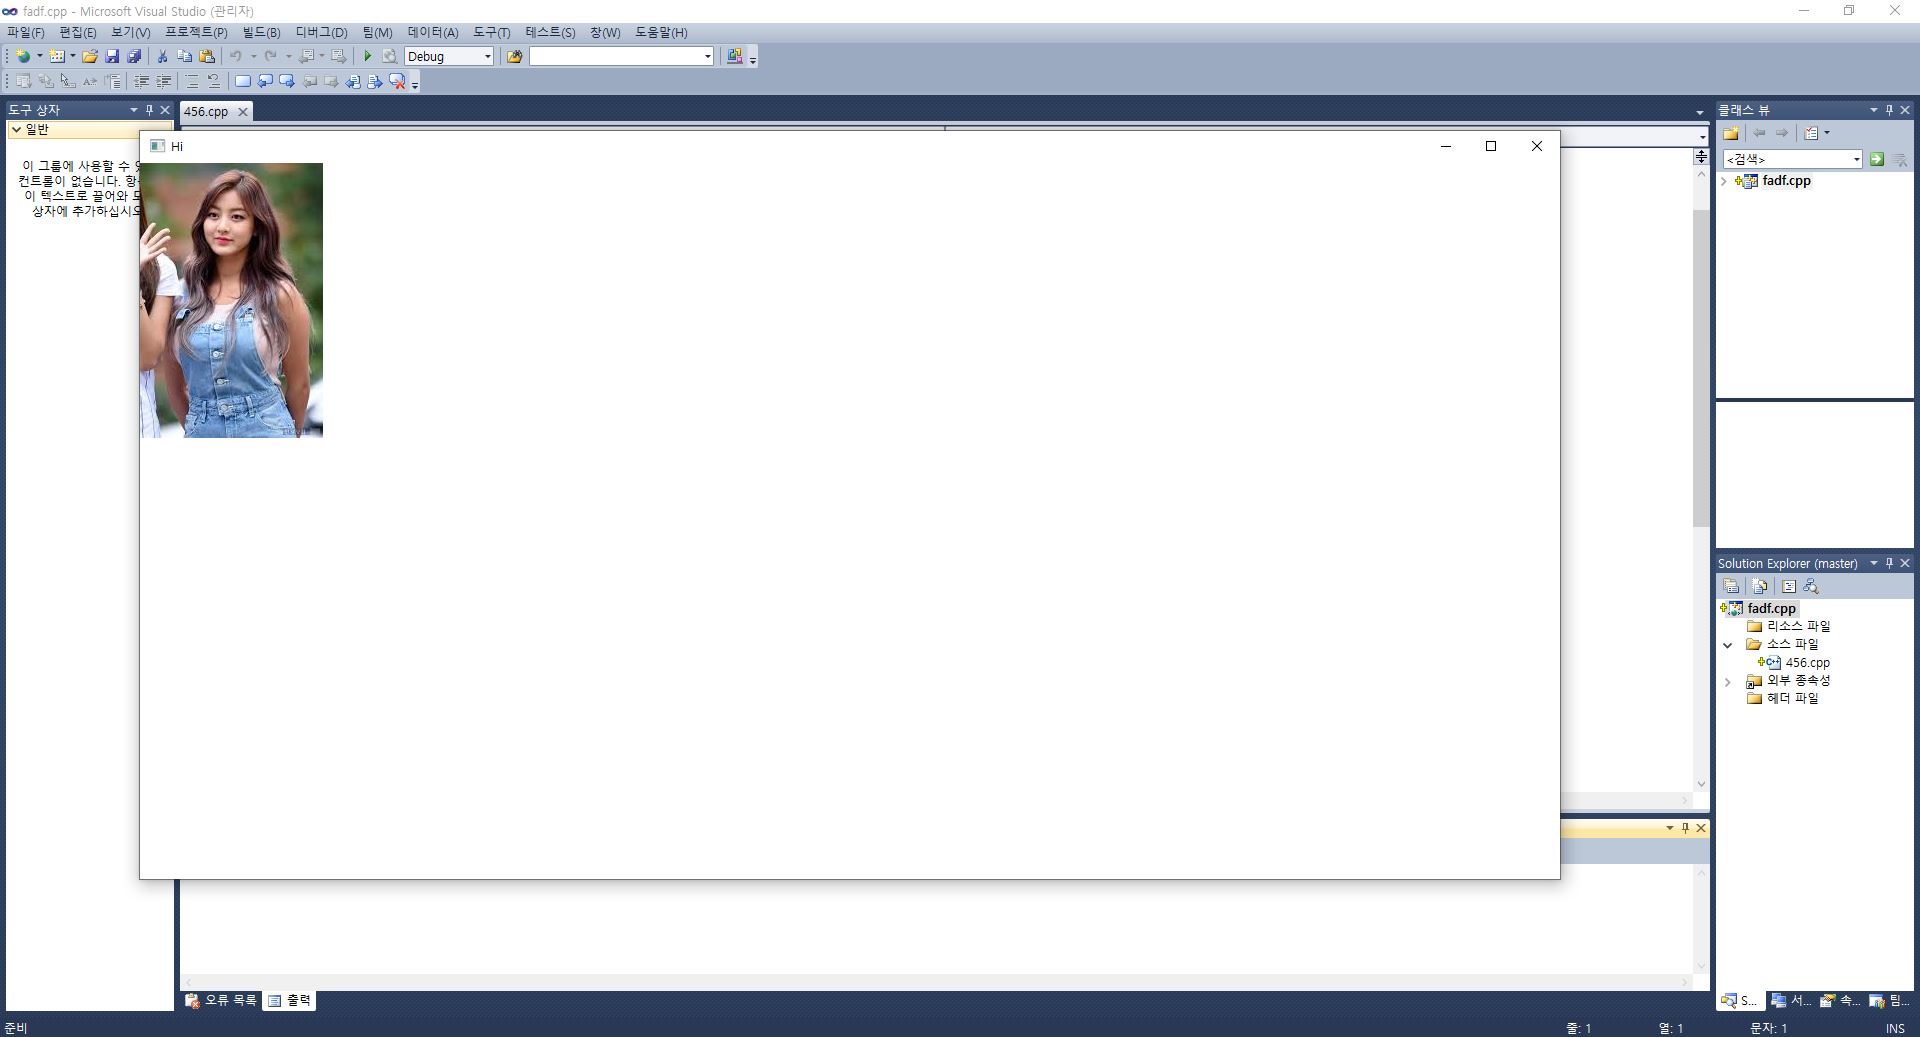 fadf.cpp - Microsoft Visual Studio (관리자)
파일(F) 편집(E) 보기(V) 프로젝트(P) 빌드(B) 디버그(D) 팀(M) 데이터(A) 도구(T) 테스트(S) 창(W) 도움말(H)
Debug
도구 상자
일반
이 그룹에 사용할 수
컨트롤이 없습니다.
이 텍스트로 끌어와
상자에 추가하십시오
456.cpp
Hi
클래스 뷰
<검색>
fadf.cpp
Solution Explorer (master)
fadf.cpp
리소스 파일
소스 파일
456.cpp
외부 종속성
헤더 파일
오류 목록 출력
S... 서... 속... 팀...
준비 줄: 1 열: 1 문자: 1 INS